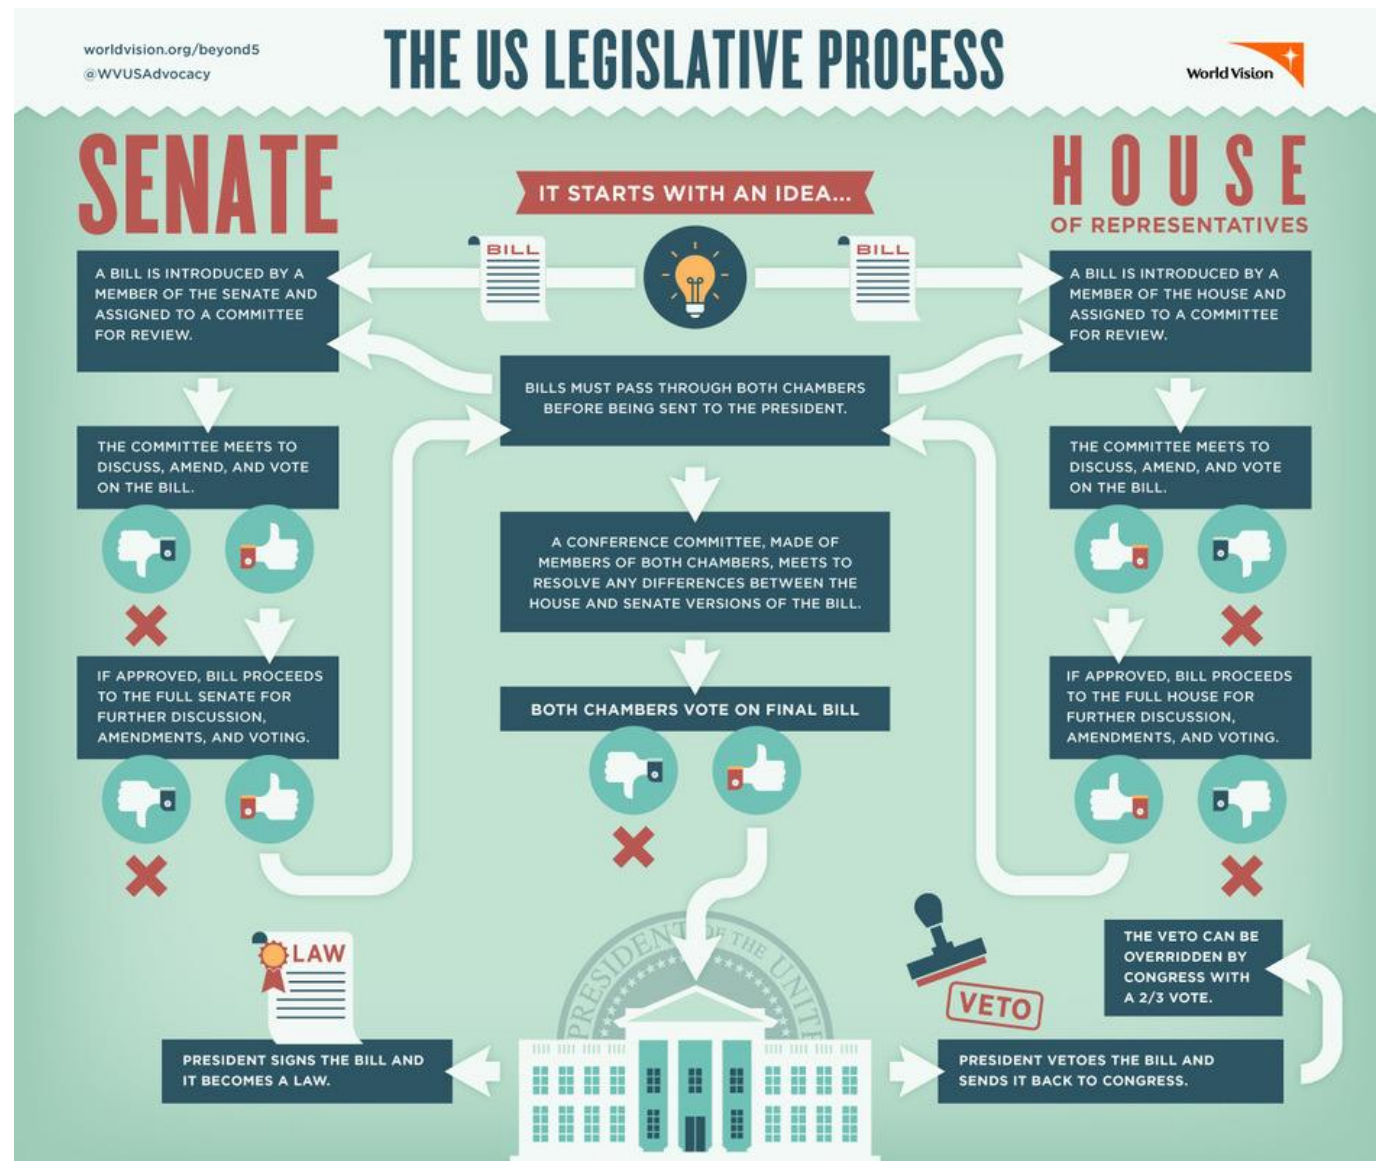 worldvision.org/beyond5
@WVUSAdvocacy
THE US LEGISLATIVE PROCESS
World Vision
SENATE
HOUSE
OF REPRESENTATIVES
IT STARTS WITH AN IDEA...
BILL
BILL
A BILL IS INTRODUCED BY A
MEMBER OF THE SENATE AND
ASSIGNED TO A COMMITTEE
FOR REVIEW.
A BILL IS INTRODUCED BY A
MEMBER OF THE HOUSE AND
ASSIGNED TO A COMMITTEE
FOR REVIEW.
BILLS MUST PASS THROUGH BOTH CHAMBERS
BEFORE BEING SENT TO THE PRESIDENT.
THE COMMITTEE MEETS TO
DISCUSS, AMEND, AND VOTE
ON THE BILL.
THE COMMITTEE MEETS TO
DISCUSS, AMEND, AND VOTE
ON THE BILL.
A CONFERENCE COMMITTEE, MADE OF
MEMBERS OF BOTH CHAMBERS, MEETS TO
RESOLVE ANY DIFFERENCES BETWEEN THE
HOUSE AND SENATE VERSIONS OF THE BILL.
IF APPROVED, BILL PROCEEDS
TO THE FULL SENATE FOR
FURTHER DISCUSSION,
AMENDMENTS, AND VOTING.
IF APPROVED, BILL PROCEEDS
TO THE FULL HOUSE FOR
FURTHER DISCUSSION,
AMENDMENTS, AND VOTING.
BOTH CHAMBERS VOTE ON FINAL BILL
PRESIDENT OF THE UNIT
LAW
PRESIDENT SIGNS THE BILL AND
IT BECOMES A LAW.
VETO
PRESIDENT VETOES THE BILL AND
SENDS IT BACK TO CONGRESS.
THE VETO CAN BE
OVERRIDDEN BY
CONGRESS WITH
A 2/3 VOTE.